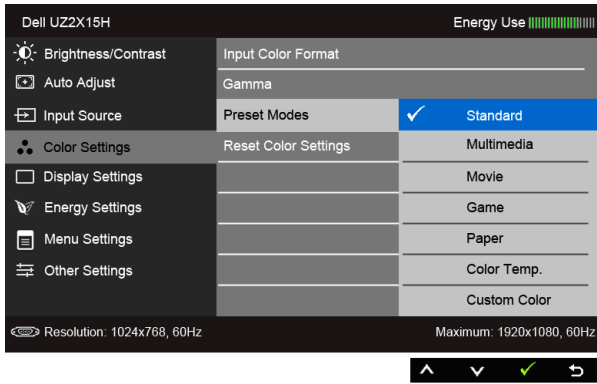 Dell UZ2X15H Energy Use
Brightness/Contrast Input Color Format
Auto Adjust Gamma
Input Source Preset Modes Standard
Color Settings Reset Color Settings Multimedia
Display Settings Movie
Energy Settings Game
Menu Settings Paper
Other Settings Color Temp.
Custom Color
Resolution: 1024x768, 60Hz Maximum: 1920x1080, 60Hz